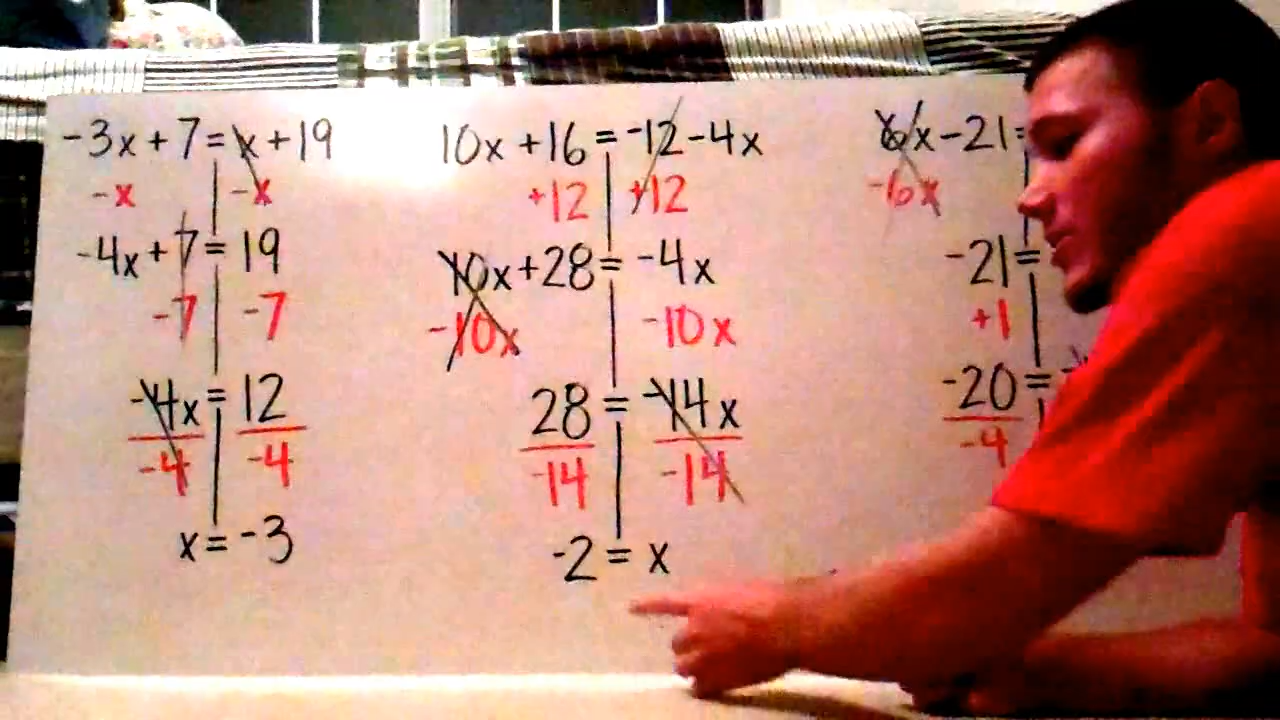 -3x + 7 = x + 19
-x -x
-4x + 7 = 19
-7 -7
-4x = 12
-4 -4
x = -3
10x + 16 = -12 - 4x
+12 +12
10x + 28 = -4x
-10x -10x
28 = -14x
-14 -14
-2 = x
6x - 21 =
-6x
-21 =
+1
-20 =
-4